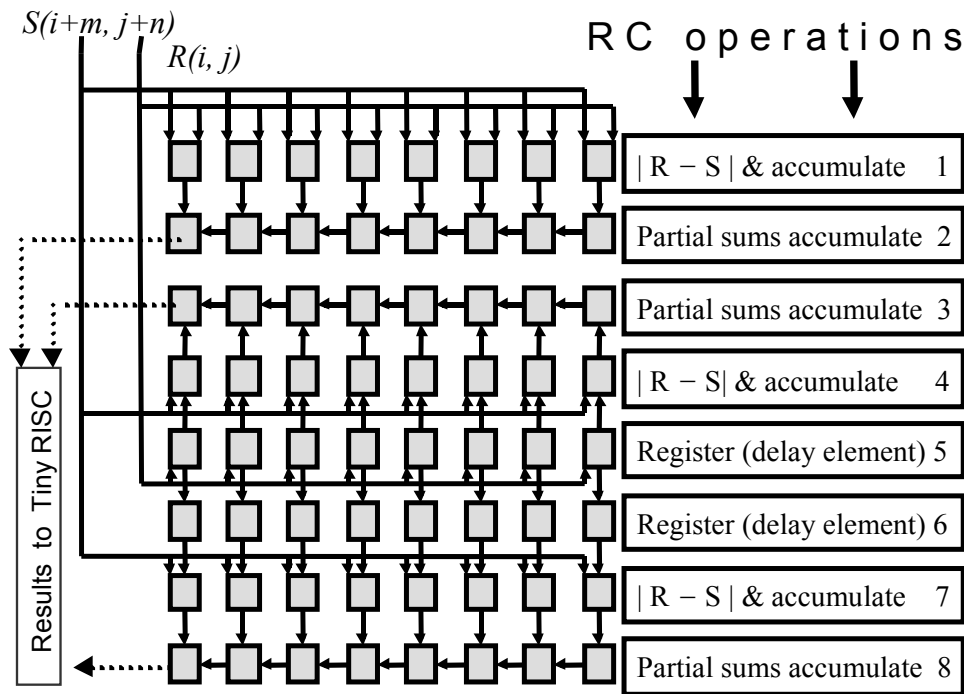 S(i+m, j+n)
R(i, j)
RC operations
| R − S | & accumulate 1
Partial sums accumulate 2
Partial sums accumulate 3
| R − S| & accumulate 4
Register (delay element) 5
Register (delay element) 6
| R − S | & accumulate 7
Partial sums accumulate 8
Results to Tiny RISC